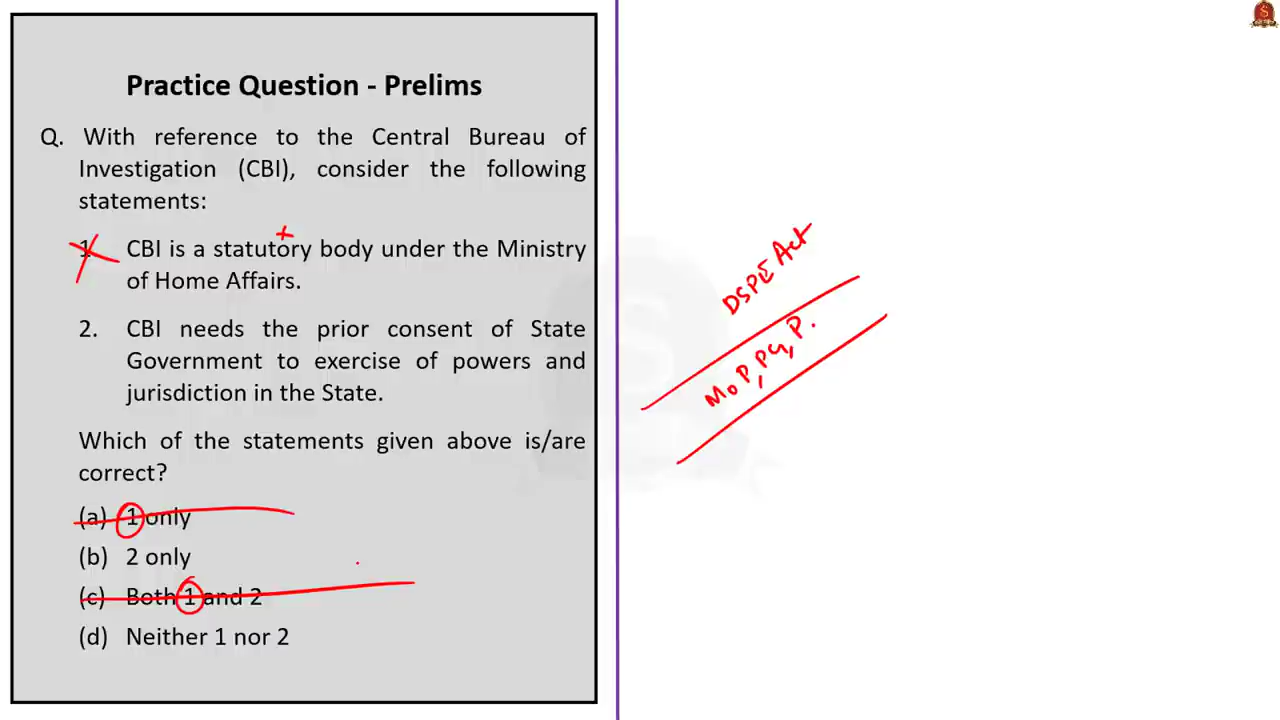 Practice Question - Prelims
Q. With reference to the Central Bureau of
Investigation (CBI), consider the following
statements:
1. CBI is a statutory body under the Ministry
of Home Affairs.
2. CBI needs the prior consent of State
Government to exercise of powers and
jurisdiction in the State.
Which of the statements given above is/are
correct?
(a) 1 only
(b) 2 only
(c) Both 1 and 2
(d) Neither 1 nor 2
DSPE Act
MoP, PG, P.